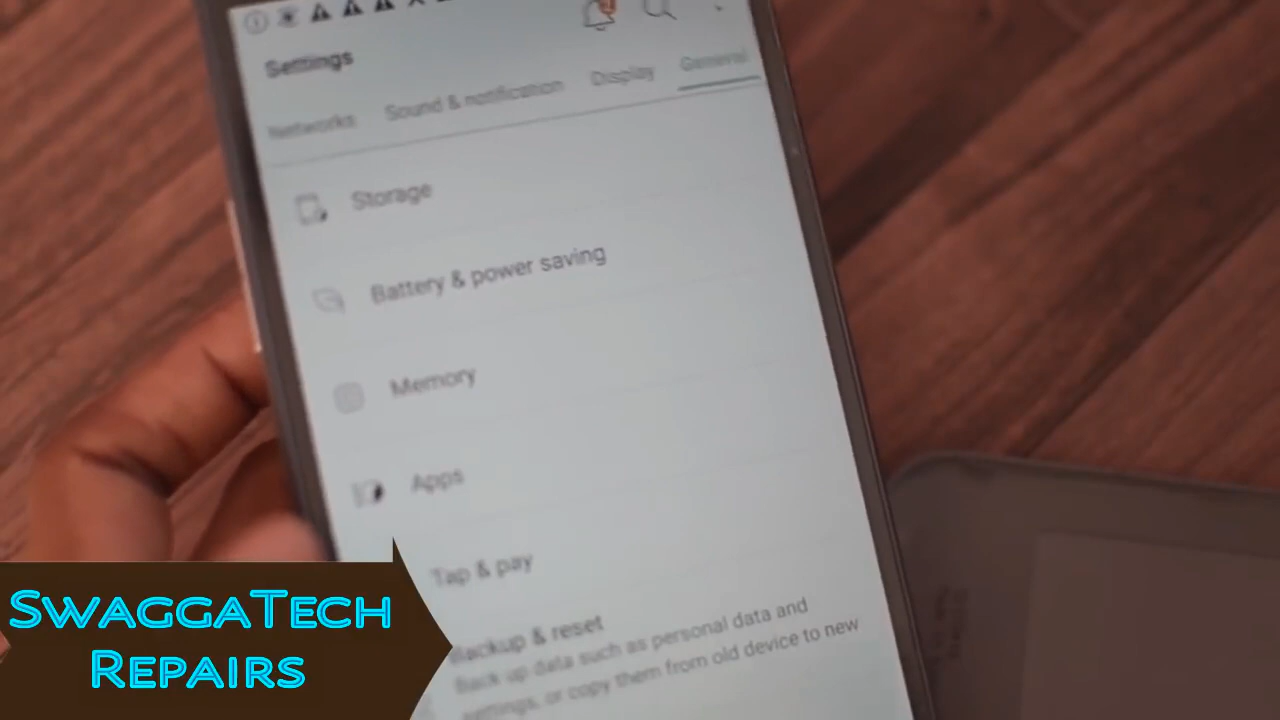 Settings
Networks Sound & notification Display General
Storage
Battery & power saving
Memory
Apps
Tap & pay
Backup & reset
Back up data such as personal data and
settings, or copy them from old device to new
SwaggaTech
Repairs